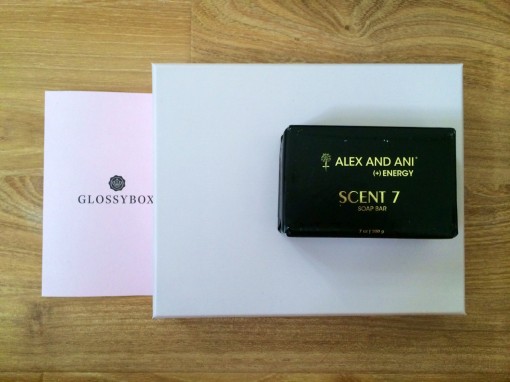 GLOSSYBOX
ALEX AND ANI
(+) ENERGY
SCENT 7
SOAP BAR